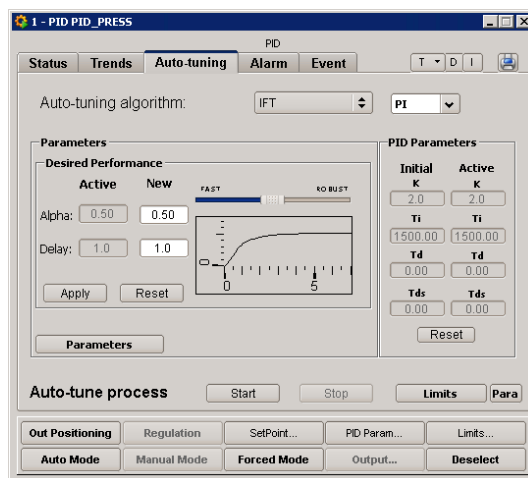 1 - PID PID_PRESS
PID
Status Trends Auto-tuning Alarm Event T D I
Auto-tuning algorithm: IFT PI
Parameters
Desired Performance
Active New
FAST ROBUST
Alpha: 0.50 0.50
Delay: 1.0 1.0
0 5
0
Apply Reset
Parameters
PID Parameters
Initial Active
K K
2.0 2.0
Ti Ti
1500.00 1500.00
Td Td
0.00 0.00
Tds Tds
0.00 0.00
Reset
Auto-tune process Start Stop Limits Para
Out Positioning Regulation SetPoint... PID Param... Limits...
Auto Mode Manual Mode Forced Mode Output... Deselect